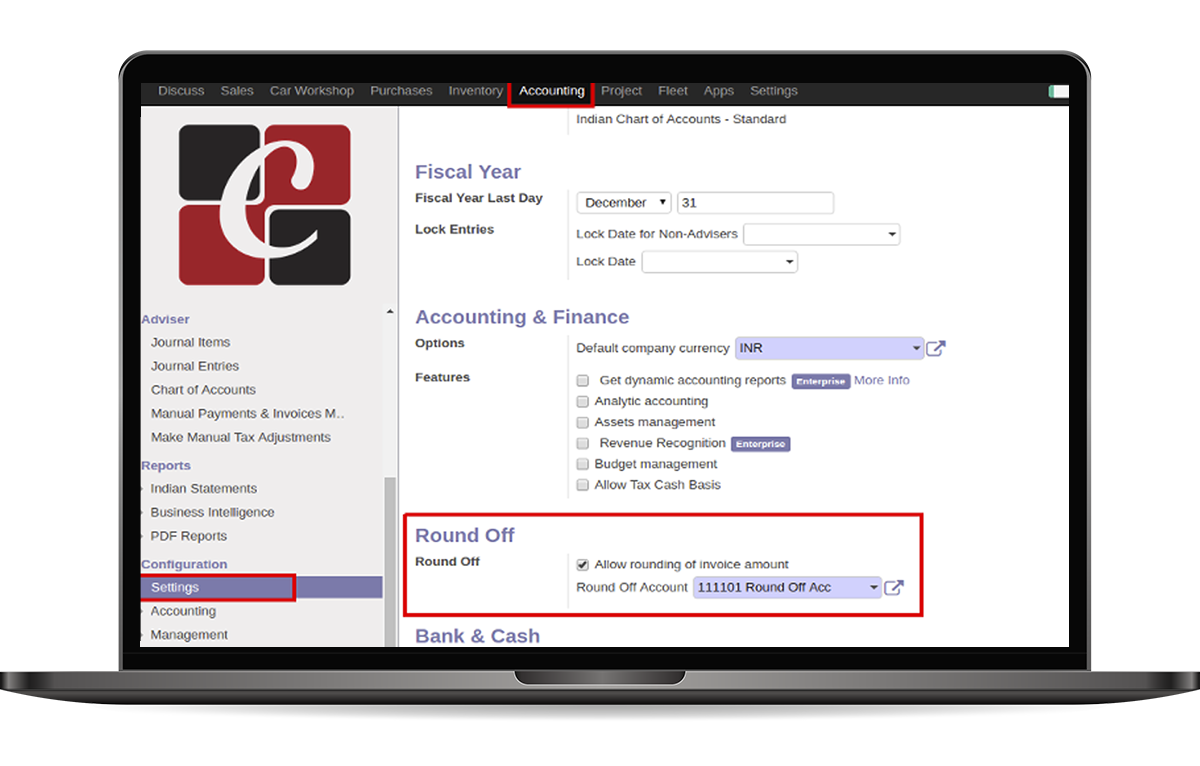 Discuss Sales Car Workshop Purchases Inventory Accounting Project Fleet Apps Settings
C
Adviser
Journal Items
Journal Entries
Chart of Accounts
Manual Payments & Invoices M..
Make Manual Tax Adjustments
Reports
Indian Statements
Business Intelligence
PDF Reports
Configuration
Settings
Accounting
Management
Indian Chart of Accounts - Standard
Fiscal Year
Fiscal Year Last Day December 31
Lock Entries Lock Date for Non-Advisers
Lock Date
Accounting & Finance
Options Default company currency INR
Features Get dynamic accounting reports Enterprise More Info
Analytic accounting
Assets management
Revenue Recognition Enterprise
Budget management
Allow Tax Cash Basis
Round Off
Round Off Allow rounding of invoice amount
Round Off Account 111101 Round Off Acc
Bank & Cash